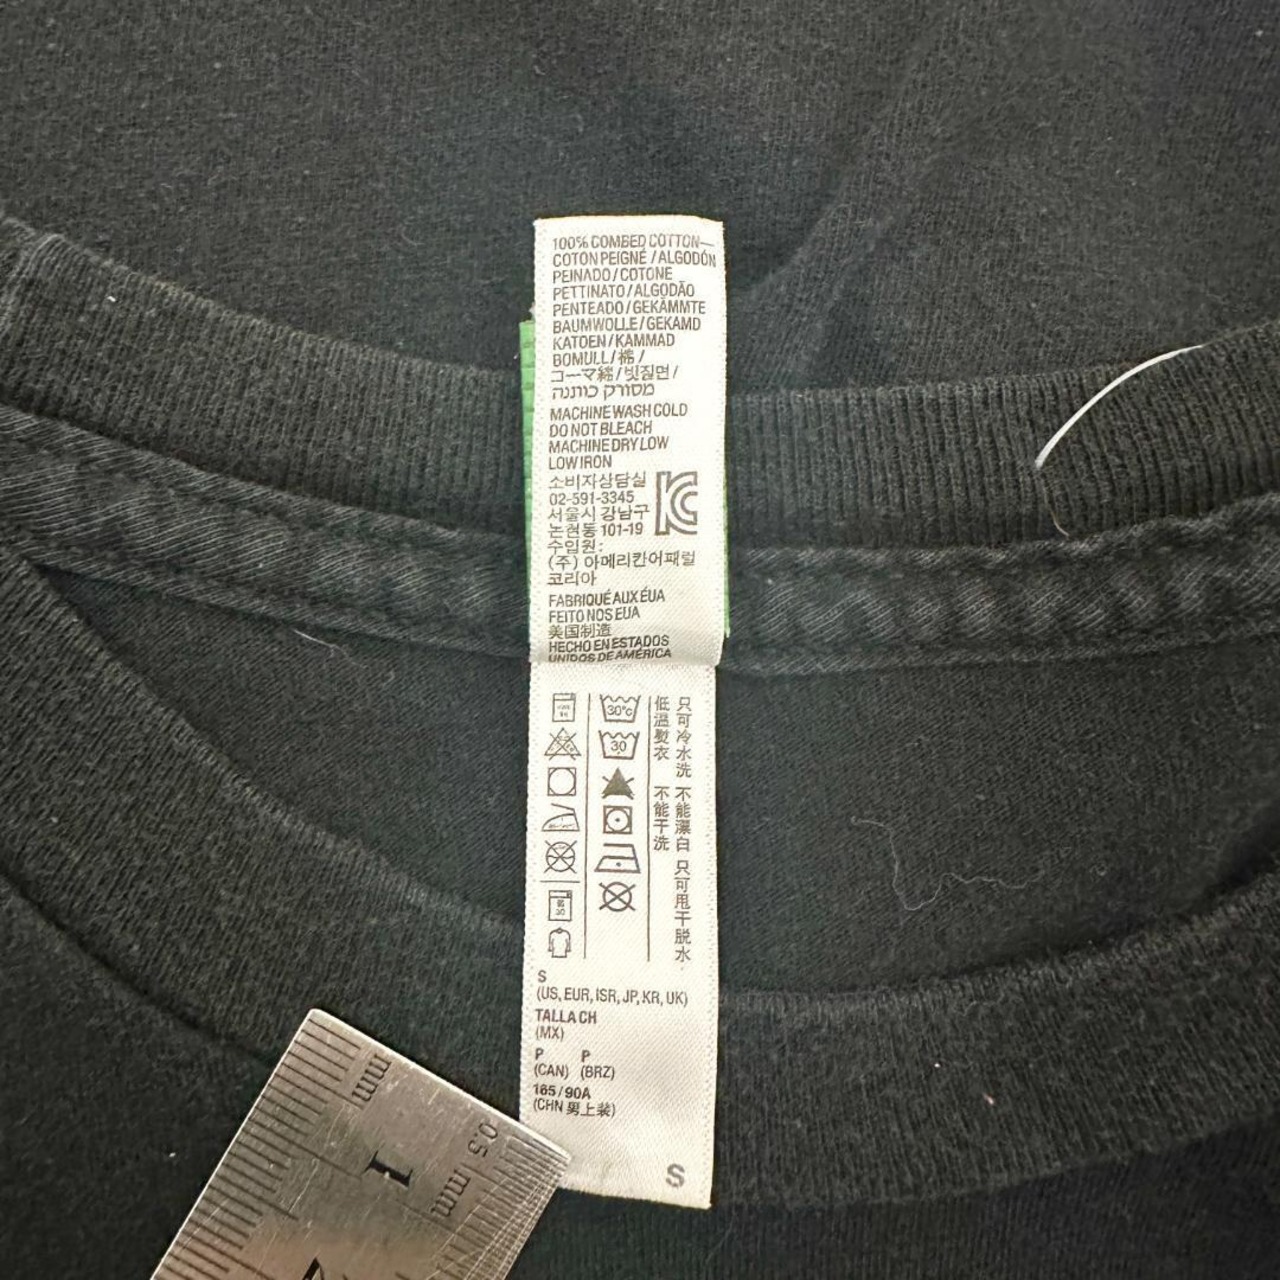 100% COMBED COTTON—
COTON PEIGNÉ / ALGODÓN
PEINADO / COTONE
PETTINATO / ALGODÃO
PENTEADO / GEKÄMMTE
BAUMWOLLE / GEKAMD
KATOEN / KAMMAD
BOMULL / 棉 /
コーマ綿 / 빗질면 /
מסורק כותנה
MACHINE WASH COLD
DO NOT BLEACH
MACHINE DRY LOW
LOW IRON
소비자상담실
02-591-3345
서울시 강남구
논현동 101-19
수입원:
(주) 아메리칸어패럴
코리아
KC
FABRIQUÉ AUX ÉUA
FEITO NOS EUA
美国制造
HECHO EN ESTADOS
UNIDOS DE AMÉRICA
30°c
30
只可冷水洗 不能漂白 只可甩干脱水
低温熨衣 不能干洗
S
(US, EUR, ISR, JP, KR, UK)
TALLA CH
(MX)
P P
(CAN) (BRZ)
165 / 90A
(CHN 男上装)
S
mm
0.5 mm
1
2